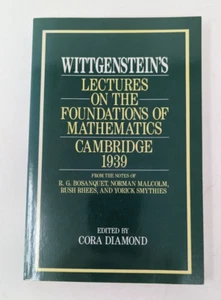 WITTGENSTEIN'S
LECTURES
ON THE
FOUNDATIONS OF
MATHEMATICS
CAMBRIDGE
1939
FROM THE NOTES OF
R. G. BOSANQUET, NORMAN MALCOLM,
RUSH RHEES, AND YORICK SMYTHIES
EDITED BY
CORA DIAMOND